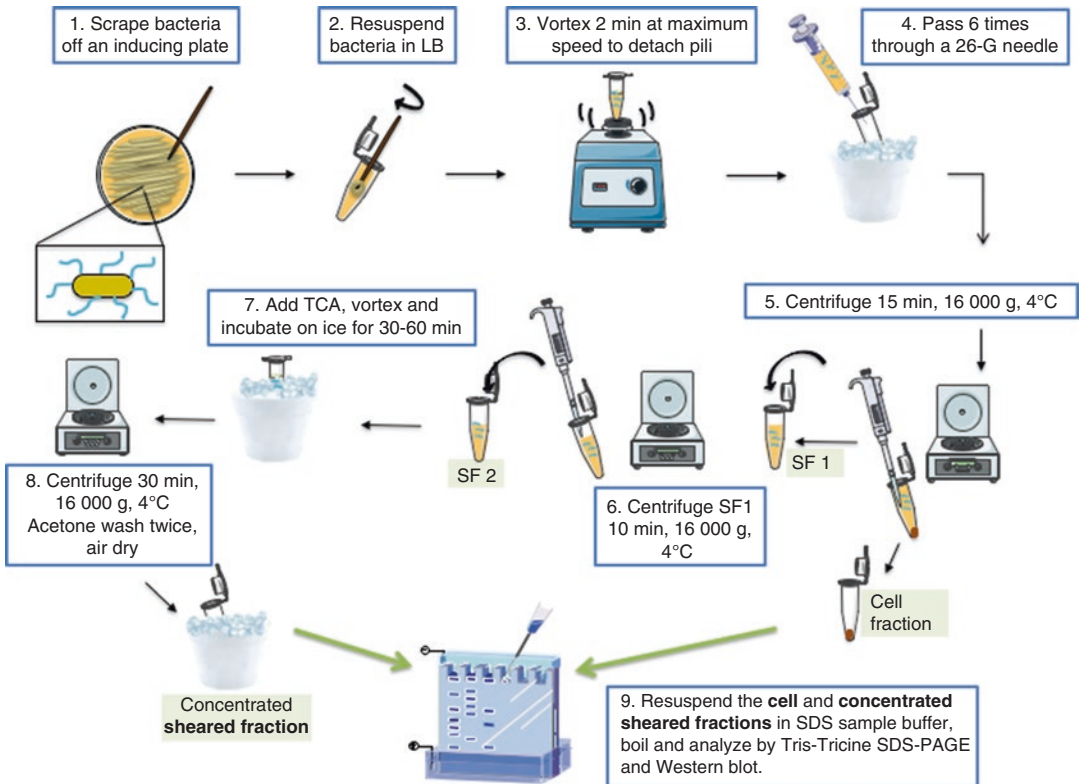 1. Scrape bacteria
off an inducing plate
2. Resuspend
bacteria in LB
3. Vortex 2 min at maximum
speed to detach pili
4. Pass 6 times
through a 26-G needle
5. Centrifuge 15 min, 16 000 g, 4°C
SF 1
Cell
fraction
6. Centrifuge SF1
10 min, 16 000 g,
4°C
SF 2
7. Add TCA, vortex and
incubate on ice for 30-60 min
8. Centrifuge 30 min,
16 000 g, 4°C
Acetone wash twice,
air dry
Concentrated
sheared fraction
9. Resuspend the cell and concentrated
sheared fractions in SDS sample buffer,
boil and analyze by Tris-Tricine SDS-PAGE
and Western blot.